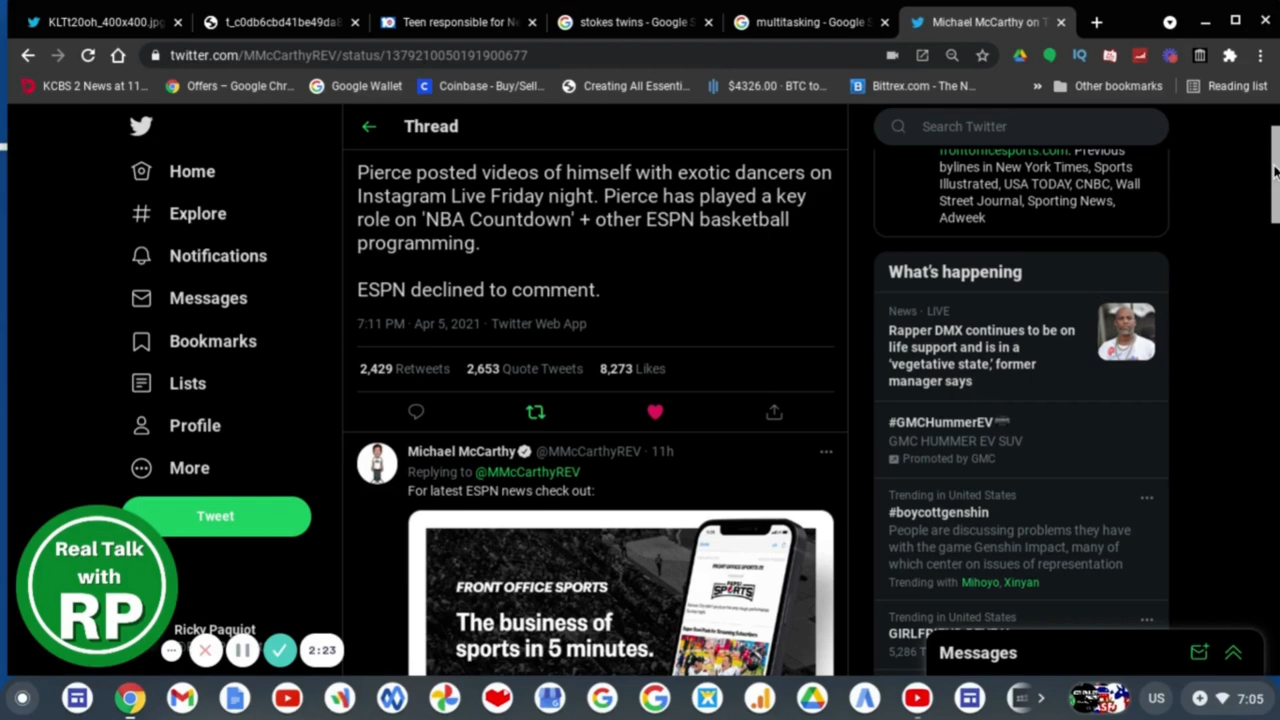 KLTt20oh_400x400.jpg
t_c0db6cbd41be49da8
Teen responsible for Ne
stokes twins - Google S
multitasking - Google S
Michael McCarthy on T
twitter.com/MMcCarthyREV/status/1379210050191900677
KCBS 2 News at 11...
Offers – Google Chr...
Google Wallet
Coinbase - Buy/Sell...
Creating All Essenti...
$4326.00 · BTC to...
Bittrex.com - The N...
»
Other bookmarks
Reading list
Home
Explore
Notifications
Messages
Bookmarks
Lists
Profile
More
Tweet
Real Talk
with
RP
Ricky Paquiot
2:23
Thread
Pierce posted videos of himself with exotic dancers on
Instagram Live Friday night. Pierce has played a key
role on 'NBA Countdown' + other ESPN basketball
programming.
ESPN declined to comment.
7:11 PM · Apr 5, 2021 · Twitter Web App
2,429 Retweets 2,653 Quote Tweets 8,273 Likes
Michael McCarthy @MMcCarthyREV · 11h
Replying to @MMcCarthyREV
For latest ESPN news check out:
FRONT OFFICE SPORTS
The business of
sports in 5 minutes.
SPORTS
Search Twitter
frontofficesports.com. Previous
bylines in New York Times, Sports
Illustrated, USA TODAY, CNBC, Wall
Street Journal, Sporting News,
Adweek
What's happening
News · LIVE
Rapper DMX continues to be on
life support and is in a
'vegetative state,' former
manager says
#GMCHummerEV
GMC HUMMER EV SUV
Promoted by GMC
Trending in United States
#boycottgenshin
People are discussing problems they have
with the game Genshin Impact, many of
which center on issues of representation
Trending with Mihoyo, Xinyan
Trending in United States
5,286 T
Messages
US
7:05